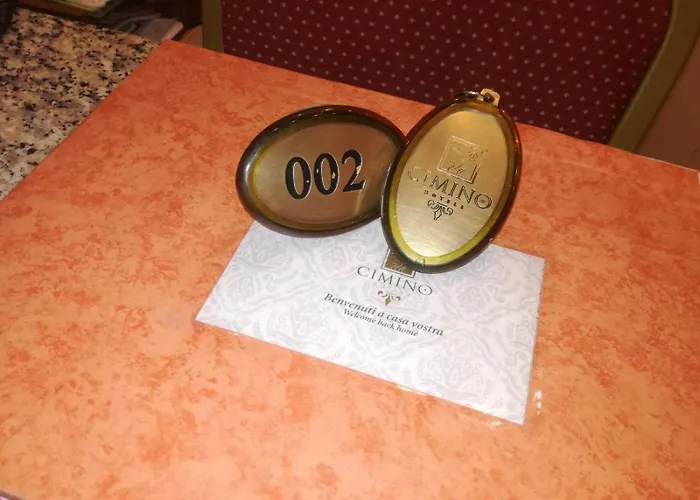 002
CIMINO
HOTELS
CIMINO
Benvenuti a casa vostra
Welcome back home